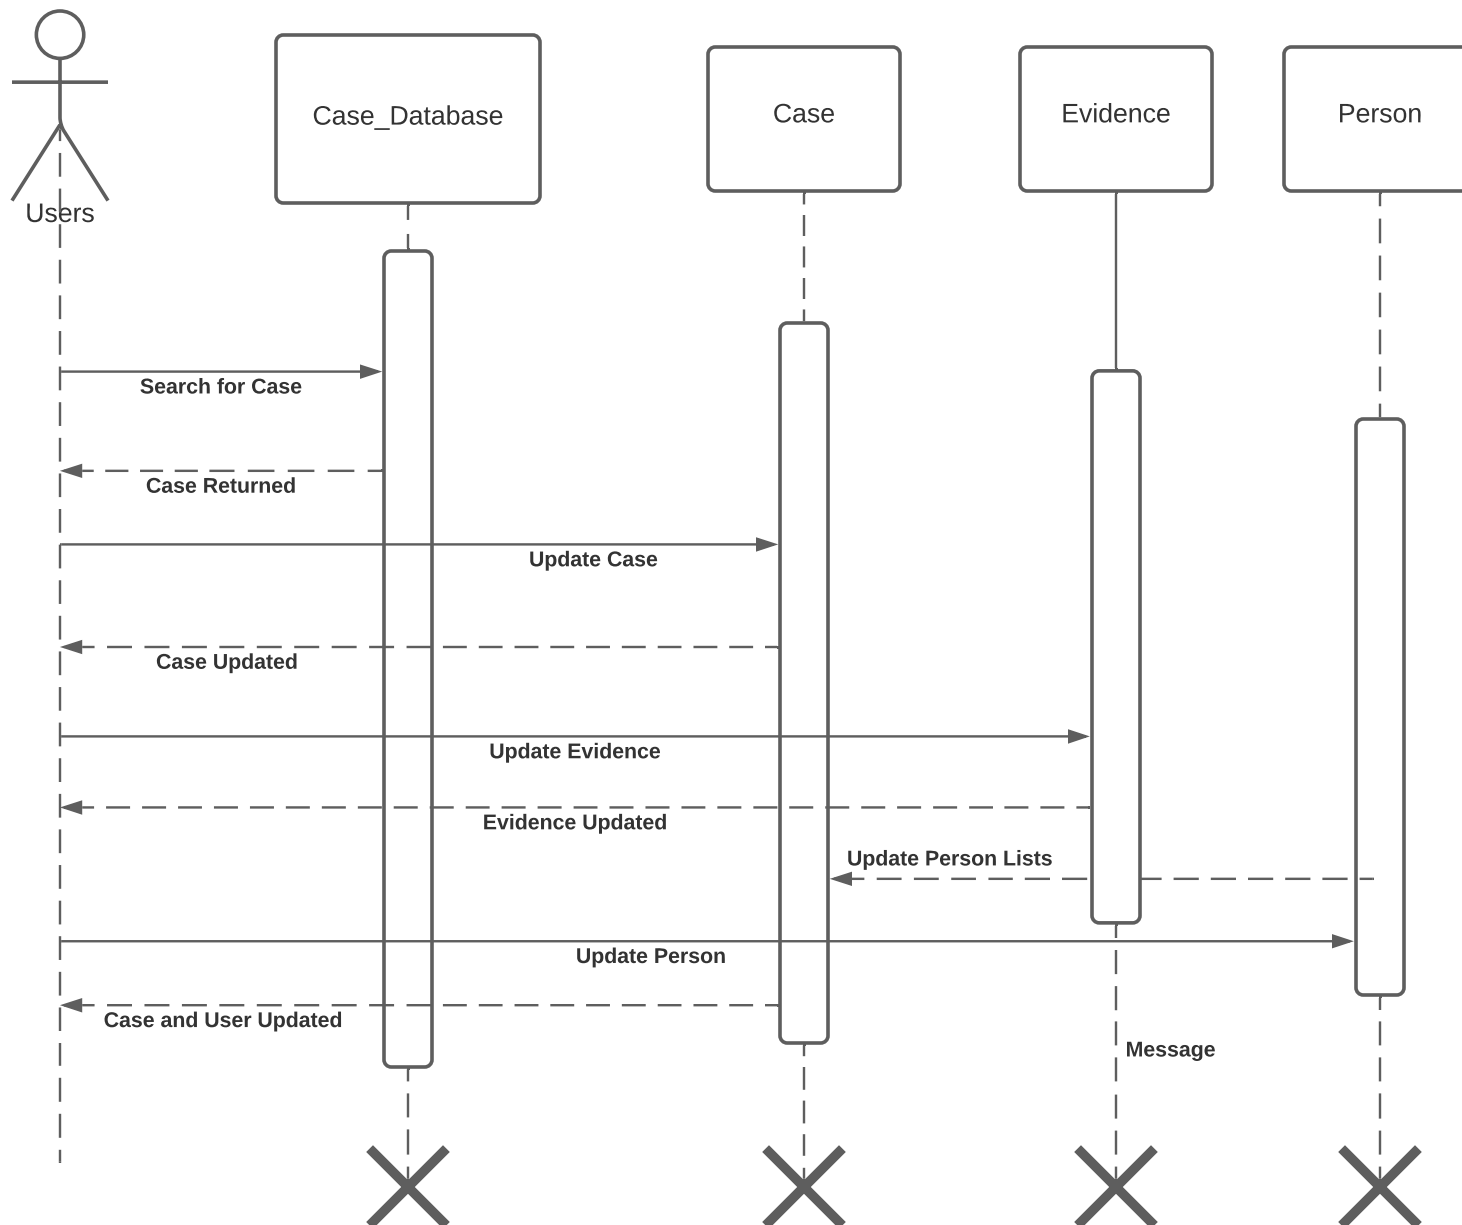 Case_Database
Case
Evidence
Person
Users
Search for Case
Case Returned
Update Case
Case Updated
Update Evidence
Evidence Updated
Update Person Lists
Update Person
Case and User Updated
Message